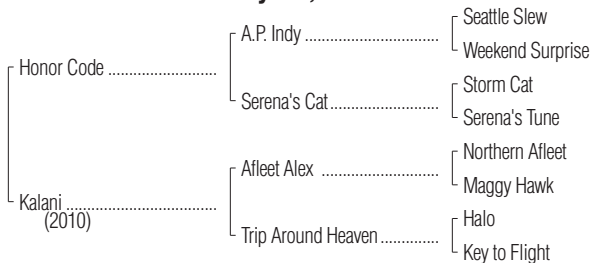 Seattle Slew
A.P. Indy ..............................
Weekend Surprise
Honor Code ........................
Storm Cat
Serena's Cat........................
Serena's Tune
Northern Afleet
Afleet Alex ..........................
Maggy Hawk
Kalani .................................
(2010)
Halo
Trip Around Heaven.............
Key to Flight